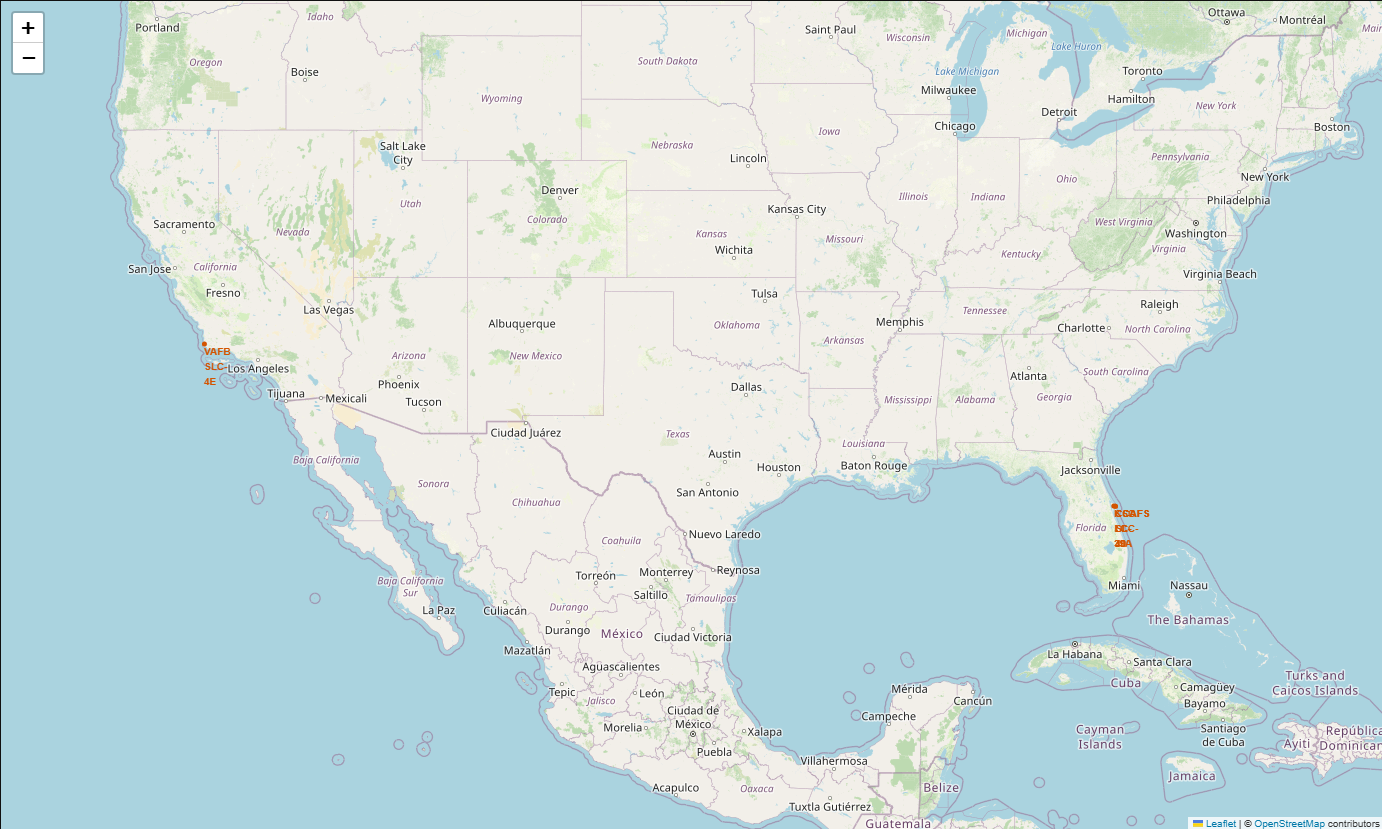 +
−
Portland
Idaho
Oregon
Boise
Wyoming
South Dakota
Saint Paul
Wisconsin
Michigan
Lake Huron
Lake Michigan
Ottawa
Montréal
Toronto
Hamilton
Milwaukee
Detroit
Chicago
New York
Boston
Salt Lake
City
Nebraska
Iowa
Lincoln
Pennsylvania
New York
Philadelphia
Denver
Utah
Colorado
Illinois
Indiana
Ohio
Kansas City
Sacramento
Nevada
Kansas
Missouri
West Virginia
Washington
Virginia
Wichita
Kentucky
San Jose
California
Fresno
Virginia Beach
Las Vegas
Tulsa
Raleigh
Albuquerque
Oklahoma
Tennessee
Memphis
Charlotte
North Carolina
Arkansas
VAFB
SLC-
4E
Los Angeles
Arizona
New Mexico
Phoenix
Tucson
Dallas
Atlanta
South Carolina
Georgia
Mississippi
Alabama
Tijuana
Mexicali
Ciudad Juárez
Texas
Louisiana
Baja California
Austin
Houston
Baton Rouge
Jacksonville
Sonora
Chihuahua
San Antonio
Florida
Nuevo Laredo
Coahuila
Torreón
Monterrey
Reynosa
Saltillo
Tamaulipas
Baja California
Sur
La Paz
Culiacán
Durango
Durango
México
Ciudad Victoria
Miami
Nassau
The Bahamas
Mazatlán
Aguascalientes
Tepic
León
Jalisco
Ciudad de
México
Morelia
Xalapa
Puebla
Mérida
Cancún
Campeche
Villahermosa
La Habana
Santa Clara
Cuba
Camagüey
Bayamo
Santiago
de Cuba
Turks and
Caicos Islands
Cayman
Islands
Ayiti
República
Dominican
Jamaica
Belize
Acapulco
Oaxaca
Tuxtla Gutiérrez
Guatemala
Leaflet | © OpenStreetMap contributors